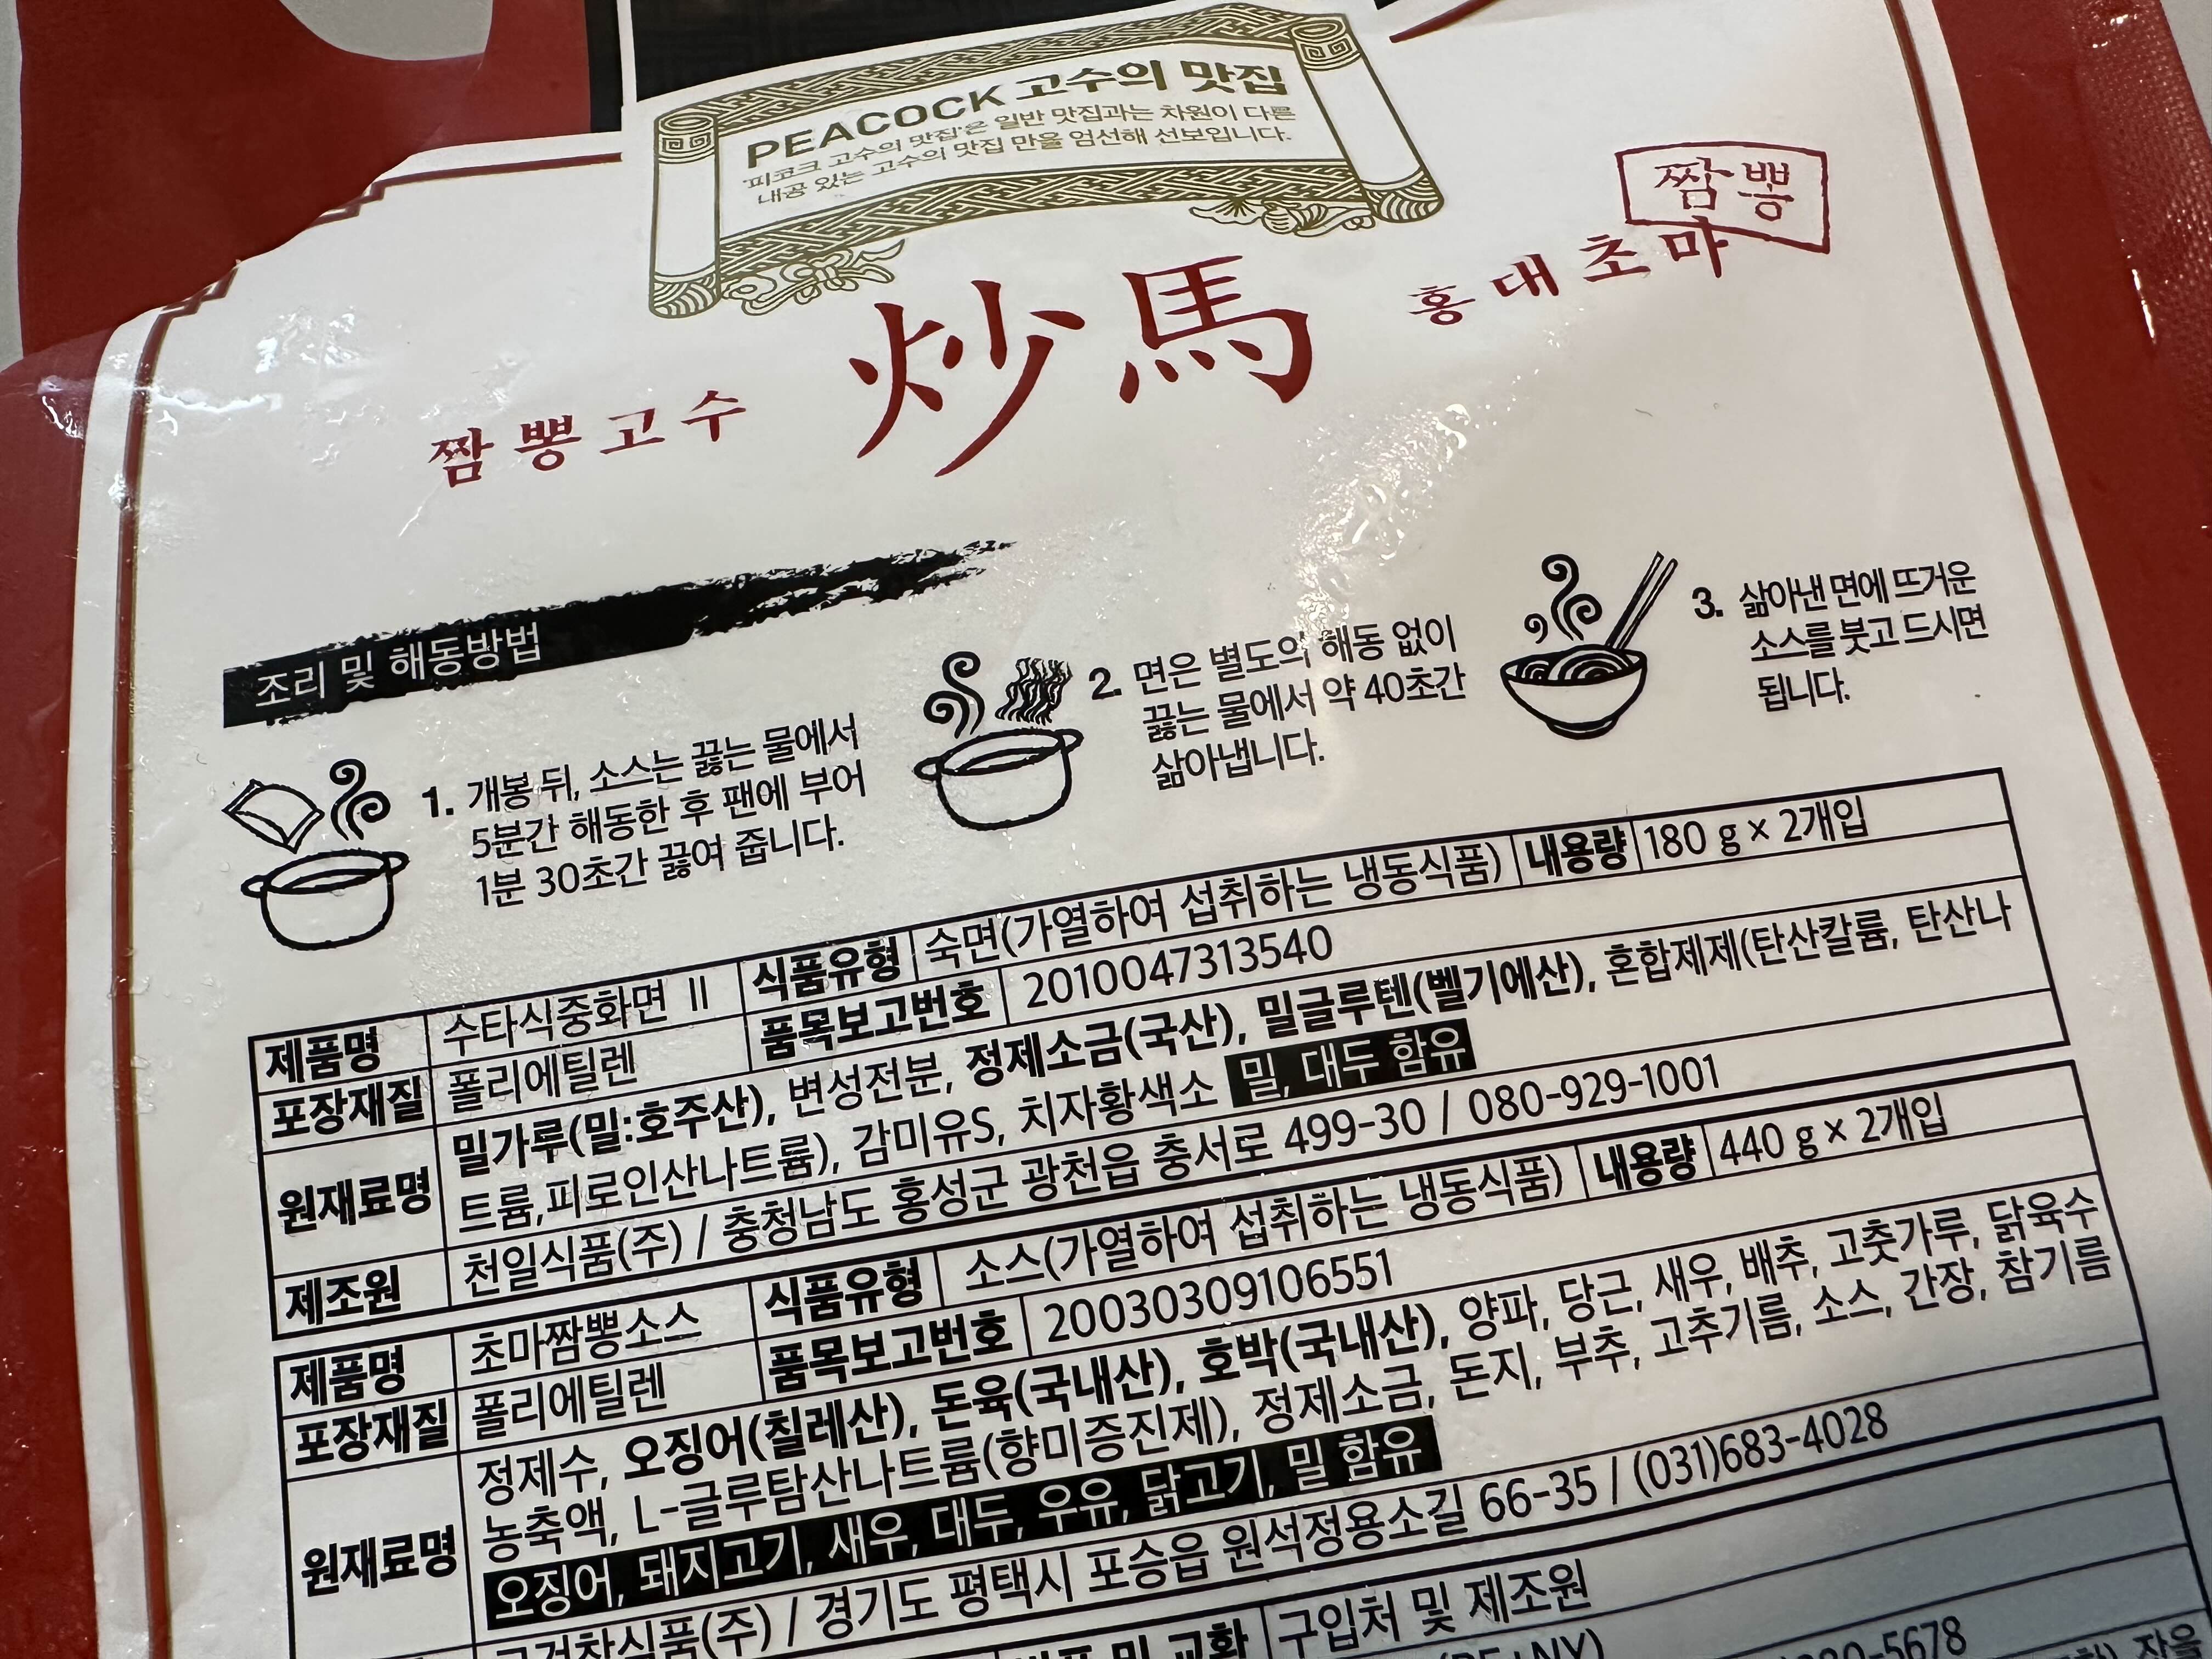 PEACOCK 고수의 맛집
'피코크 고수의 맛집'은 일반 맛집과는 차원이 다른
내공 있는 고수의 맛집 만을 엄선해 선보입니다.
짬뽕
짬뽕고수
炒馬
홍대초마
조리 및 해동방법
1. 개봉 뒤, 소스는 끓는 물에서
5분간 해동한 후 팬에 부어
1분 30초간 끓여 줍니다.
2. 면은 별도의 해동 없이
끓는 물에서 약 40초간
삶아냅니다.
3. 삶아낸 면에 뜨거운
소스를 붓고 드시면
됩니다.
제품명 수타식중화면 II 식품유형 숙면(가열하여 섭취하는 냉동식품) 내용량 180 g × 2개입
포장재질 폴리에틸렌 품목보고번호 2010047313540
원재료명 밀가루(밀:호주산), 변성전분, 정제소금(국산), 밀글루텐(벨기에산), 혼합제제(탄산칼륨, 탄산나
트륨,피로인산나트륨), 감미유S, 치자황색소 밀, 대두 함유
제조원 천일식품(주) / 충청남도 홍성군 광천읍 충서로 499-30 / 080-929-1001
제품명 초마짬뽕소스 식품유형 소스(가열하여 섭취하는 냉동식품) 내용량 440 g × 2개입
포장재질 폴리에틸렌 품목보고번호 20030309106551
원재료명 정제수, 오징어(칠레산), 돈육(국내산), 호박(국내산), 양파, 당근, 새우, 배추, 고춧가루, 닭육수
농축액, L-글루탐산나트륨(향미증진제), 정제소금, 돈지, 부추, 고추기름, 소스, 간장, 참기름
오징어, 돼지고기, 새우, 대두, 우유, 닭고기, 밀 함유
식품(주) / 경기도 평택시 포승읍 원석정용소길 66-35 / (031)683-4028
및 교환 구입처 및 제조원